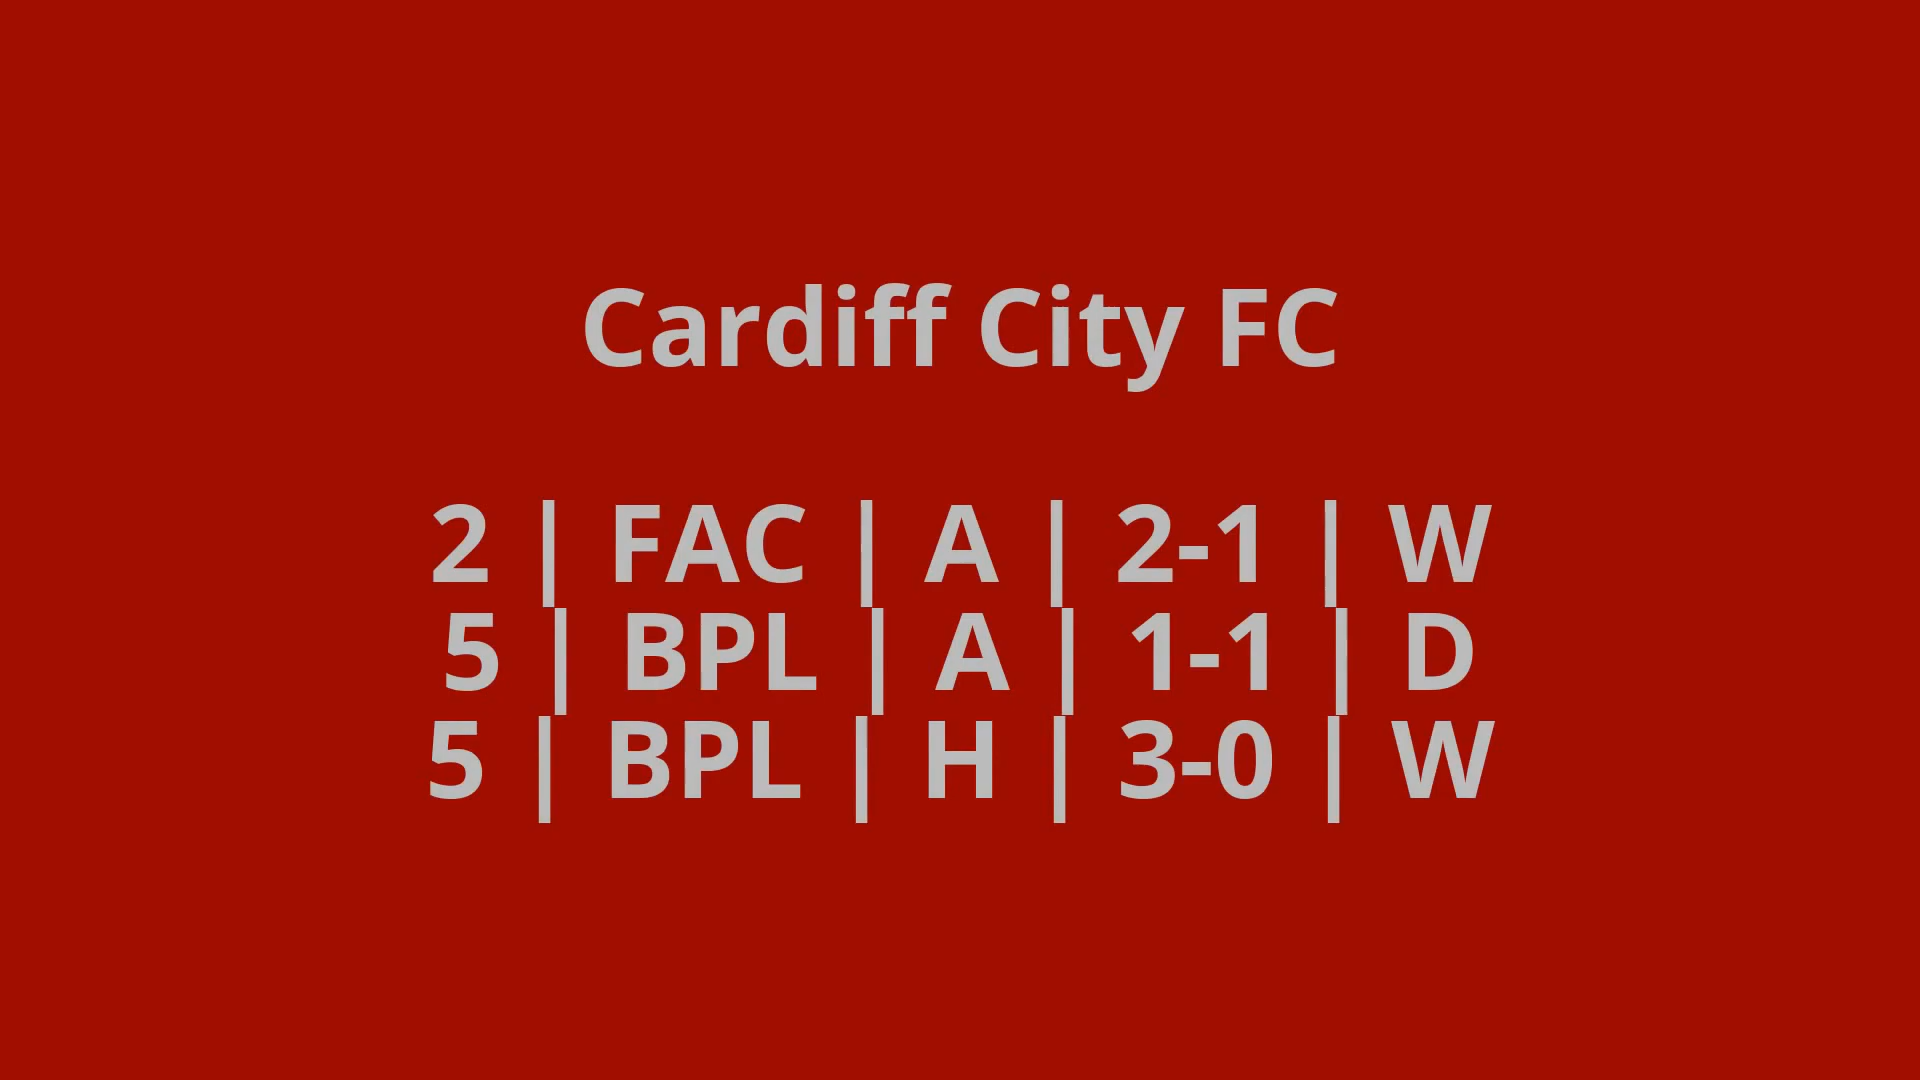 Cardiff City FC
2 | FAC | A | 2-1 | W
5 | BPL | A | 1-1 | D
5 | BPL | H | 3-0 | W